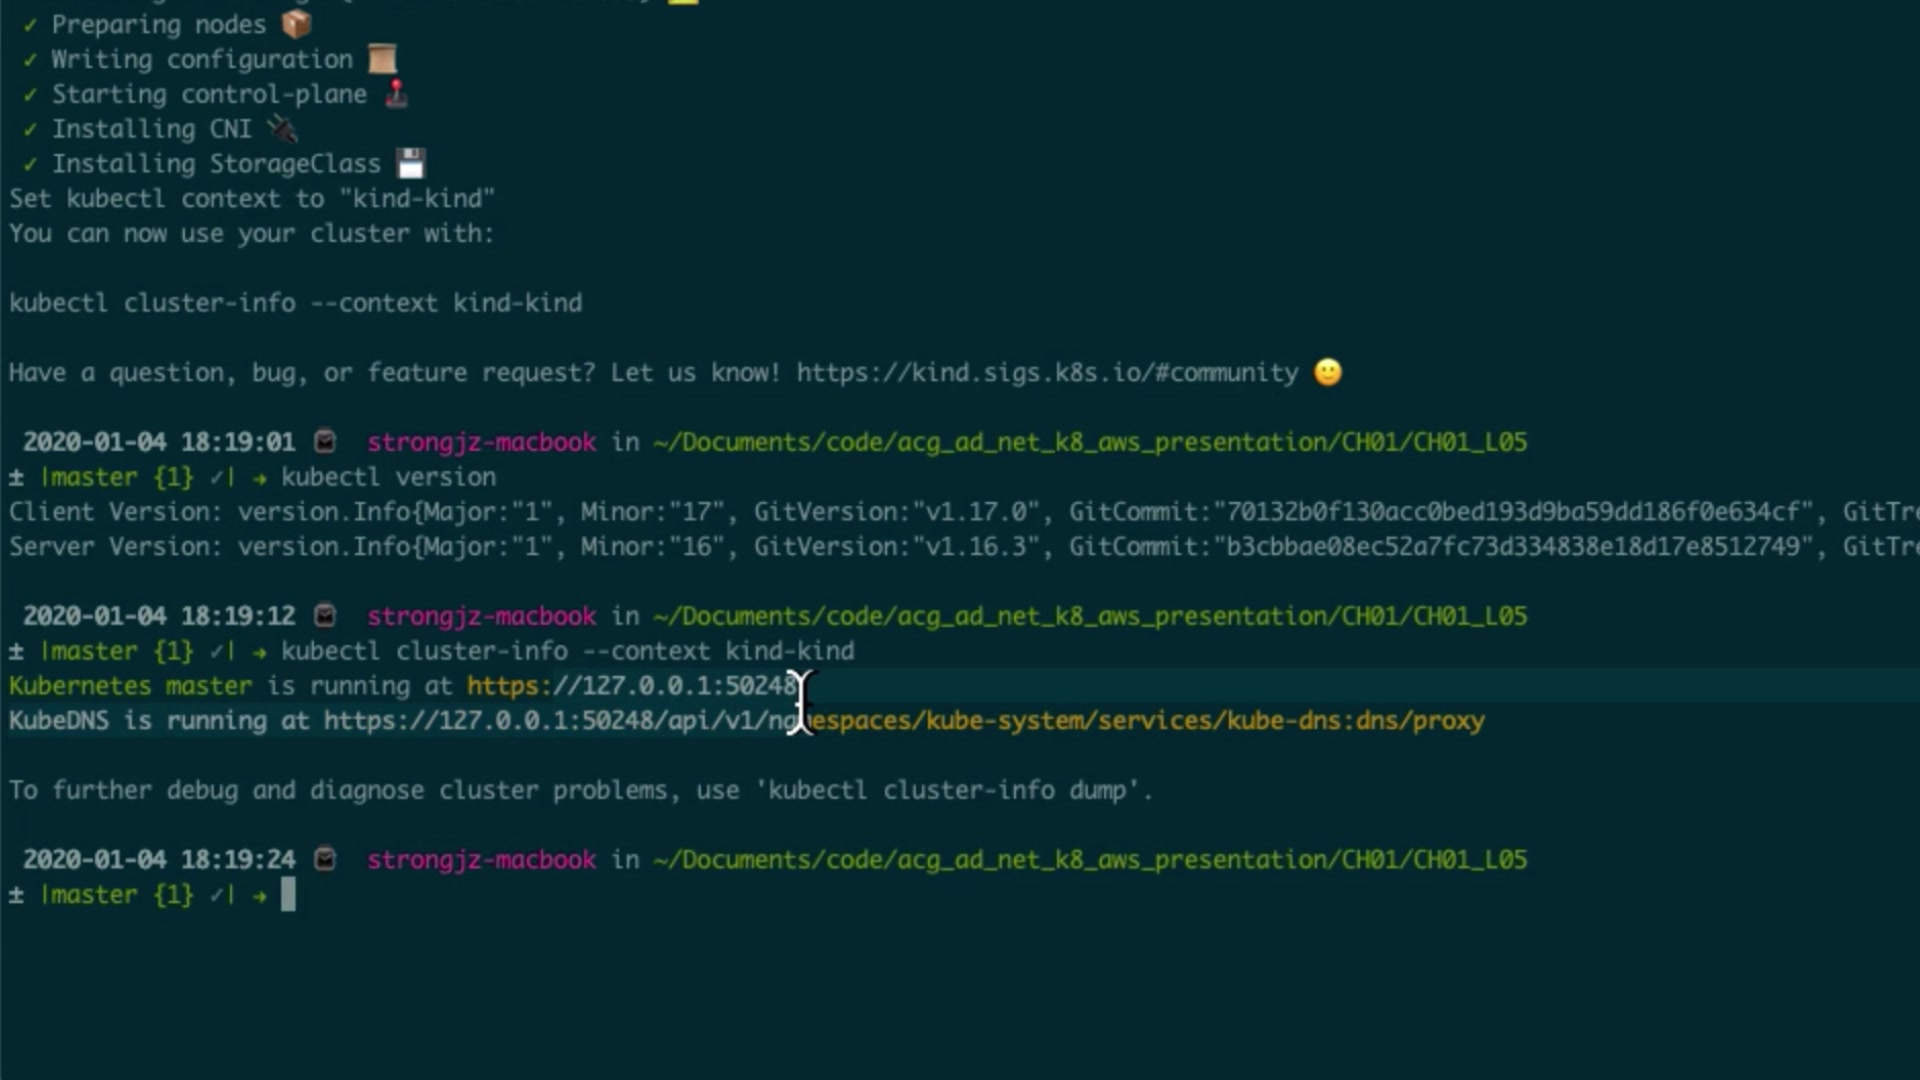 ✓ Preparing nodes 📦
✓ Writing configuration 📜
✓ Starting control-plane 🕹️
✓ Installing CNI 🔌
✓ Installing StorageClass 💾
Set kubectl context to "kind-kind"
You can now use your cluster with:
kubectl cluster-info --context kind-kind
Have a question, bug, or feature request? Let us know! https://kind.sigs.k8s.io/#community 🙂
2020-01-04 18:19:01 strongjz-macbook in ~/Documents/code/acg_ad_net_k8_aws_presentation/CH01/CH01_L05
± |master {1} ✓| → kubectl version
Client Version: version.Info{Major:"1", Minor:"17", GitVersion:"v1.17.0", GitCommit:"70132b0f130acc0bed193d9ba59dd186f0e634cf", GitTre
Server Version: version.Info{Major:"1", Minor:"16", GitVersion:"v1.16.3", GitCommit:"b3cbbae08ec52a7fc73d334838e18d17e8512749", GitTre
2020-01-04 18:19:12 strongjz-macbook in ~/Documents/code/acg_ad_net_k8_aws_presentation/CH01/CH01_L05
± |master {1} ✓| → kubectl cluster-info --context kind-kind
Kubernetes master is running at https://127.0.0.1:50248
KubeDNS is running at https://127.0.0.1:50248/api/v1/namespaces/kube-system/services/kube-dns:dns/proxy
To further debug and diagnose cluster problems, use 'kubectl cluster-info dump'.
2020-01-04 18:19:24 strongjz-macbook in ~/Documents/code/acg_ad_net_k8_aws_presentation/CH01/CH01_L05
± |master {1} ✓| →